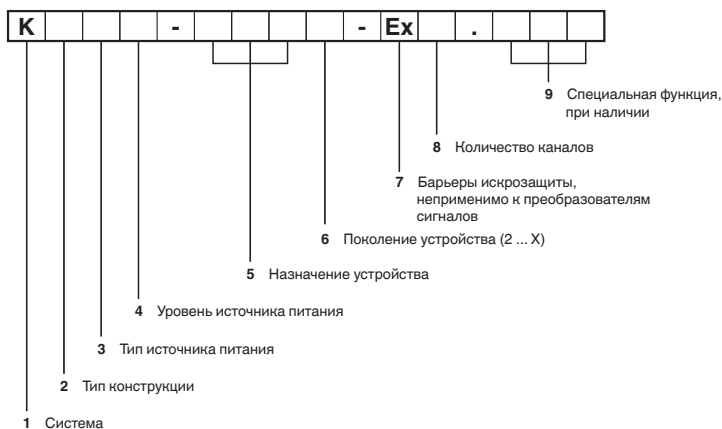 K - - Ex .
9 Специальная функция,
при наличии
8 Количество каналов
7 Барьеры искрозащиты,
неприменимо к преобразователям
сигналов
6 Поколение устройства (2 ... X)
5 Назначение устройства
4 Уровень источника питания
3 Тип источника питания
2 Тип конструкции
1 Система